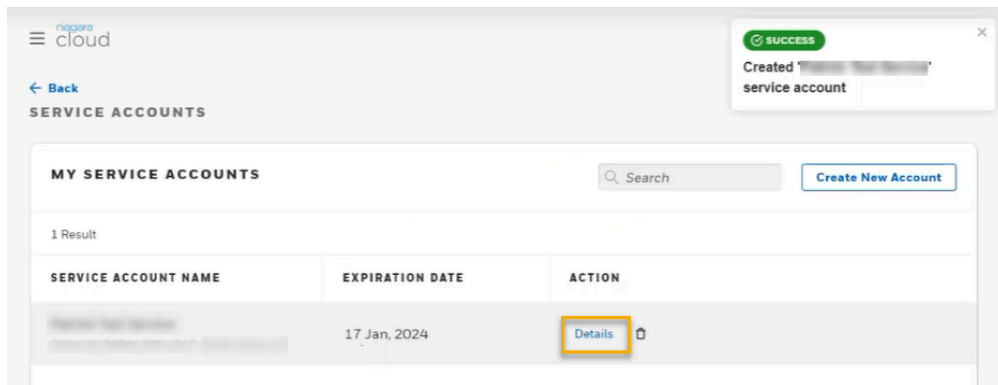 niagara
cloud
SUCCESS
Created '
'
service account
← Back
SERVICE ACCOUNTS
MY SERVICE ACCOUNTS
Search
Create New Account
1 Result
SERVICE ACCOUNT NAME EXPIRATION DATE ACTION
17 Jan, 2024 Details